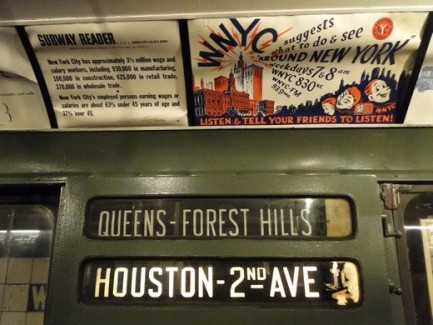 SUBWAY READER
New York City has approximately 3½ million wage and
salary workers, including 930,000 in manufacturing,
190,000 in construction, 425,000 in retail trade,
370,000 in wholesale trade.
New York City's employed persons earning wages or
salaries are about 63% under 45 years of age and
37% over 45.
WNYC suggests
what to do & see
"AROUND NEW YORK"
weekdays 7 & 8 am
WNYC 830 KC
WNYC-FM
LISTEN & TELL YOUR FRIENDS TO LISTEN!
WNYC
QUEENS-FOREST HILLS
HOUSTON-2ND AVE
W